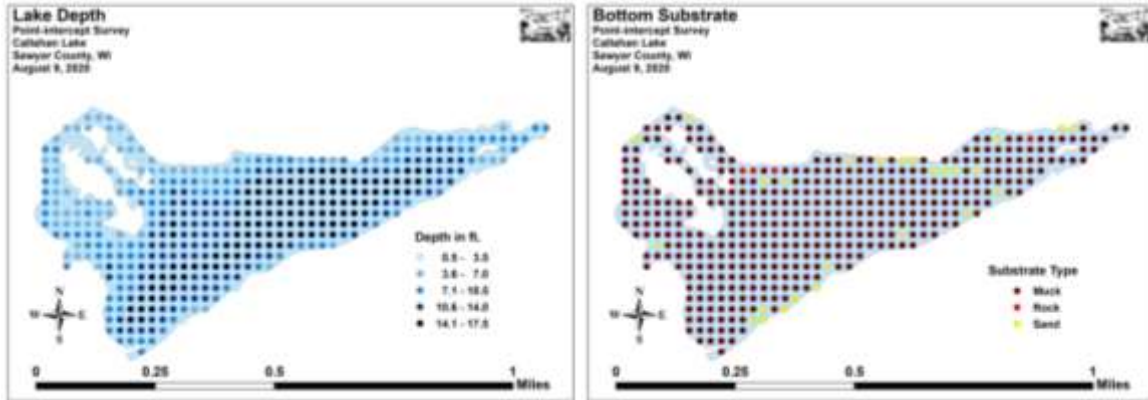 Lake Depth
Point-Intercept Survey
Callahan Lake
Sawyer County, WI
August 9, 2020
Depth in ft.
0.5 - 3.5
3.6 - 7.0
7.1 - 10.5
10.6 - 14.0
14.1 - 17.5
N
W E
S
0 0.25 0.5 1
Miles
Bottom Substrate
Point-Intercept Survey
Callahan Lake
Sawyer County, WI
August 9, 2020
Substrate Type
Muck
Rock
Sand
N
W E
S
0 0.25 0.5 1
Miles